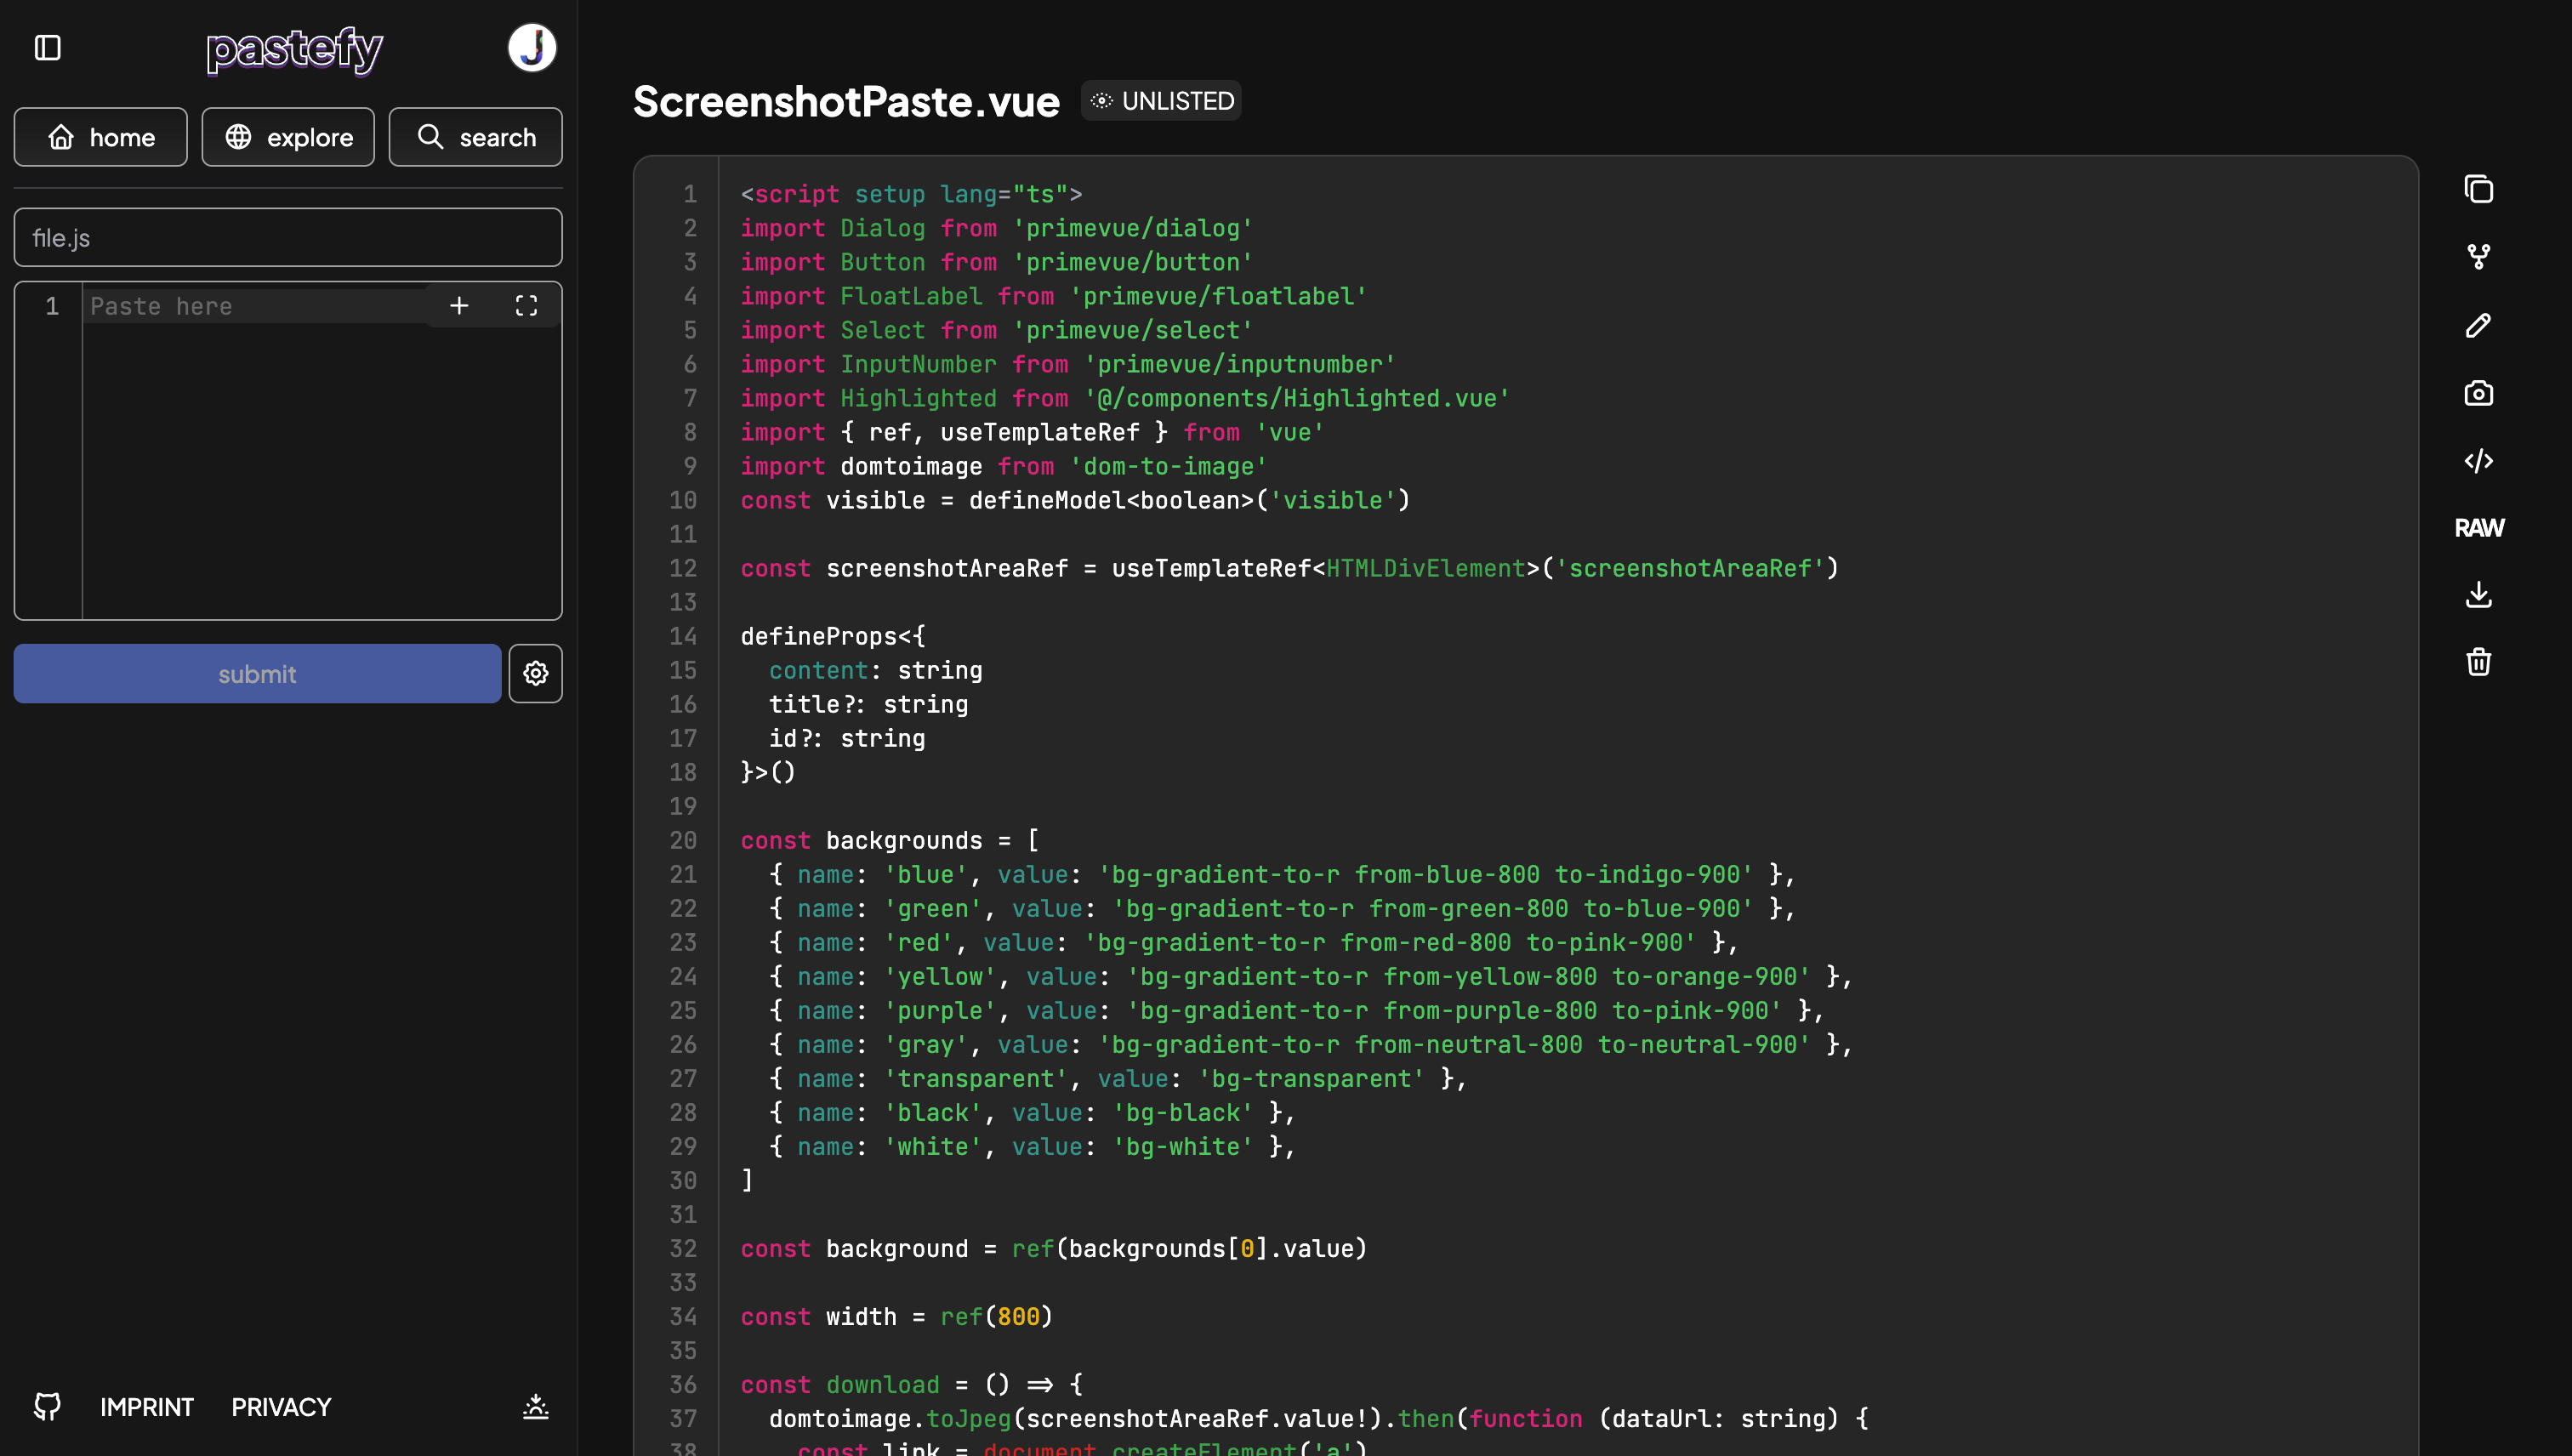 pastefy
J
home
explore
search
file.js
1 Paste here
submit
IMPRINT PRIVACY
ScreenshotPaste.vue UNLISTED
1 <script setup lang="ts">
2 import Dialog from 'primevue/dialog'
3 import Button from 'primevue/button'
4 import FloatLabel from 'primevue/floatlabel'
5 import Select from 'primevue/select'
6 import InputNumber from 'primevue/inputnumber'
7 import Highlighted from '@/components/Highlighted.vue'
8 import { ref, useTemplateRef } from 'vue'
9 import domtoimage from 'dom-to-image'
10 const visible = defineModel<boolean>('visible')
11
12 const screenshotAreaRef = useTemplateRef<HTMLDivElement>('screenshotAreaRef')
13
14 defineProps<{
15   content: string
16   title?: string
17   id?: string
18 }>()
19
20 const backgrounds = [
21   { name: 'blue', value: 'bg-gradient-to-r from-blue-800 to-indigo-900' },
22   { name: 'green', value: 'bg-gradient-to-r from-green-800 to-blue-900' },
23   { name: 'red', value: 'bg-gradient-to-r from-red-800 to-pink-900' },
24   { name: 'yellow', value: 'bg-gradient-to-r from-yellow-800 to-orange-900' },
25   { name: 'purple', value: 'bg-gradient-to-r from-purple-800 to-pink-900' },
26   { name: 'gray', value: 'bg-gradient-to-r from-neutral-800 to-neutral-900' },
27   { name: 'transparent', value: 'bg-transparent' },
28   { name: 'black', value: 'bg-black' },
29   { name: 'white', value: 'bg-white' },
30 ]
31
32 const background = ref(backgrounds[0].value)
33
34 const width = ref(800)
35
36 const download = () => {
37   domtoimage.toJpeg(screenshotAreaRef.value!).then(function (dataUrl: string) {
38     const link = document.createElement('a')
RAW